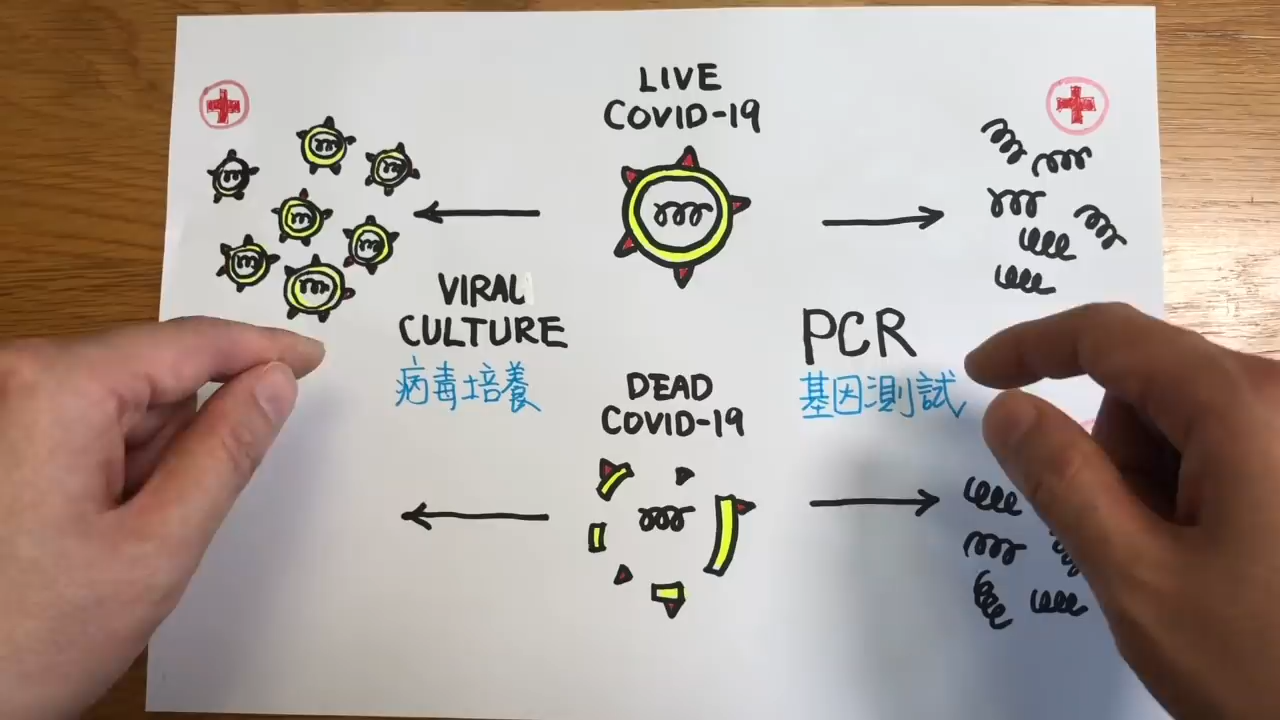 LIVE
COVID-19
VIRAL
CULTURE
病毒培養
PCR
基因測試
DEAD
COVID-19